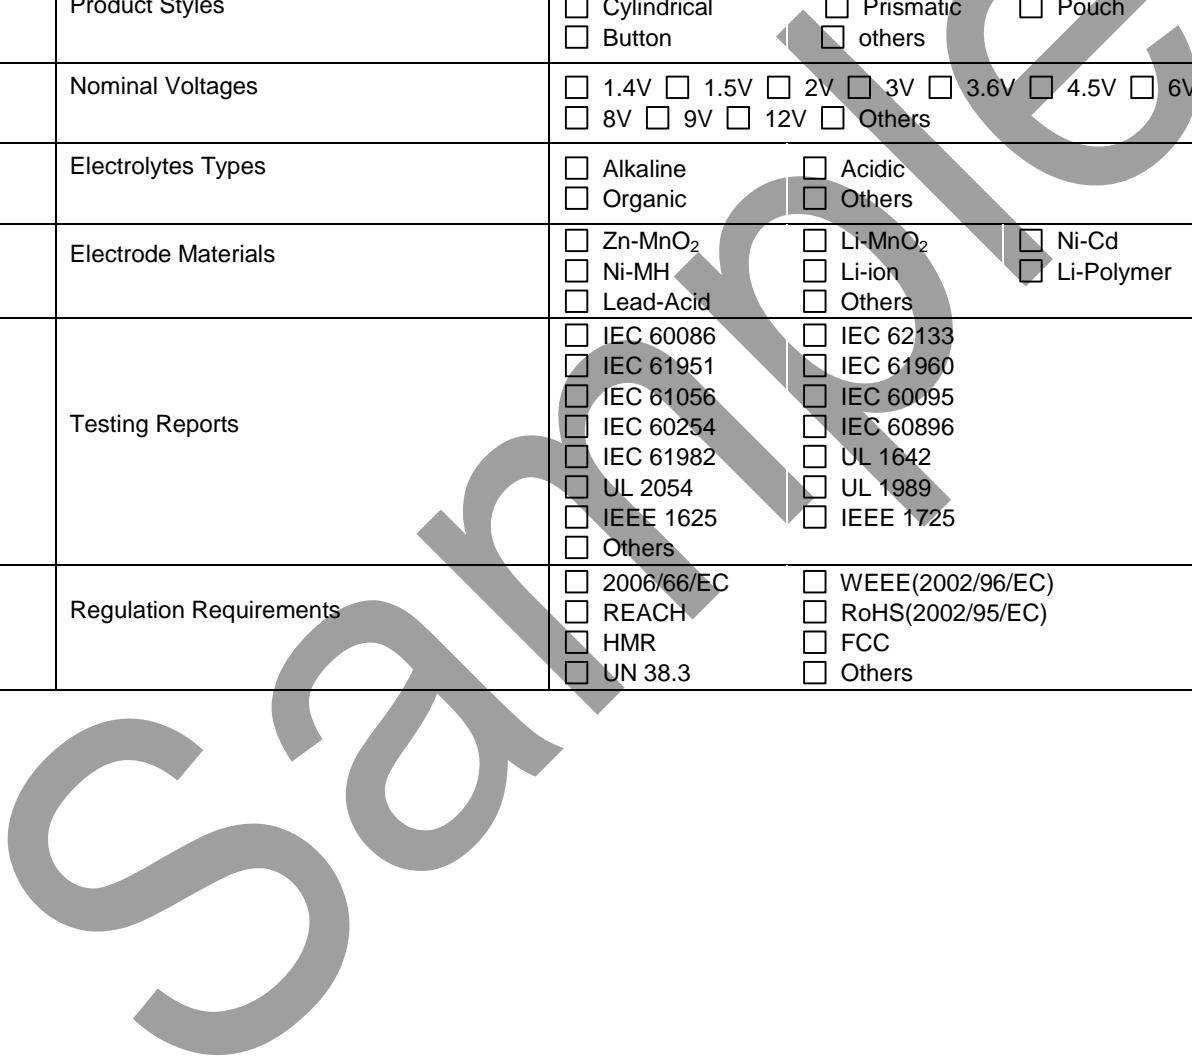 Product Styles ☐ Cylindrical ☐ Prismatic ☐ Pouch
☐ Button ☐ others
Nominal Voltages ☐ 1.4V ☐ 1.5V ☐ 2V ☐ 3V ☐ 3.6V ☐ 4.5V ☐ 6V
☐ 8V ☐ 9V ☐ 12V ☐ Others
Electrolytes Types ☐ Alkaline ☐ Acidic
☐ Organic ☐ Others
Electrode Materials ☐ Zn-MnO₂ ☐ Li-MnO₂ ☐ Ni-Cd
☐ Ni-MH ☐ Li-ion ☐ Li-Polymer
☐ Lead-Acid ☐ Others
Testing Reports
☐ IEC 60086 ☐ IEC 62133
☐ IEC 61951 ☐ IEC 61960
☐ IEC 61056 ☐ IEC 60095
☐ IEC 60254 ☐ IEC 60896
☐ IEC 61982 ☐ UL 1642
☐ UL 2054 ☐ UL 1989
☐ IEEE 1625 ☐ IEEE 1725
☐ Others
Regulation Requirements
☐ 2006/66/EC ☐ WEEE(2002/96/EC)
☐ REACH ☐ RoHS(2002/95/EC)
☐ HMR ☐ FCC
☐ UN 38.3 ☐ Others
Sample